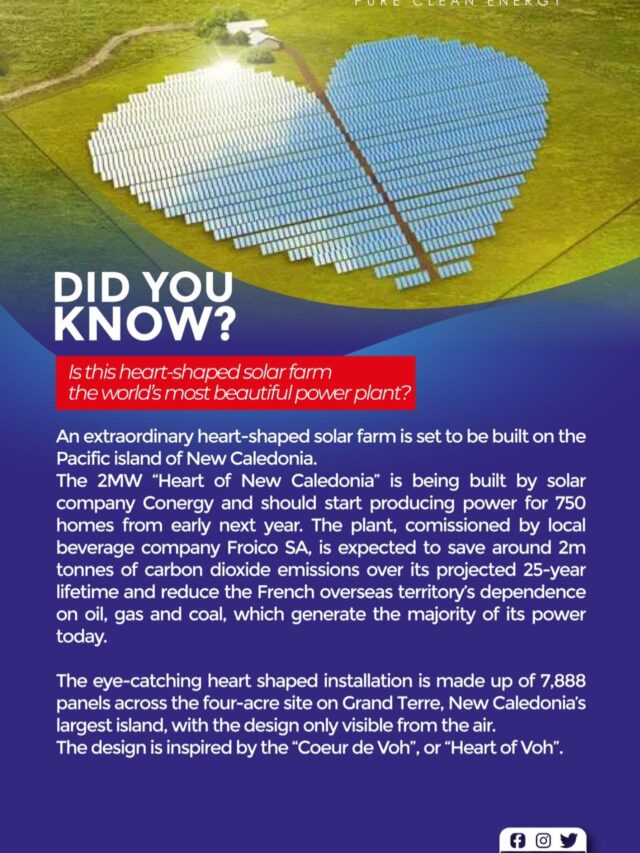 PURE CLEAN ENERGY
DID YOU
KNOW?
Is this heart-shaped solar farm
the world's most beautiful power plant?
An extraordinary heart-shaped solar farm is set to be built on the
Pacific island of New Caledonia.
The 2MW “Heart of New Caledonia” is being built by solar
company Conergy and should start producing power for 750
homes from early next year. The plant, comissioned by local
beverage company Froico SA, is expected to save around 2m
tonnes of carbon dioxide emissions over its projected 25-year
lifetime and reduce the French overseas territory's dependence
on oil, gas and coal, which generate the majority of its power
today.
The eye-catching heart shaped installation is made up of 7,888
panels across the four-acre site on Grand Terre, New Caledonia's
largest island, with the design only visible from the air.
The design is inspired by the “Coeur de Voh”, or “Heart of Voh”.